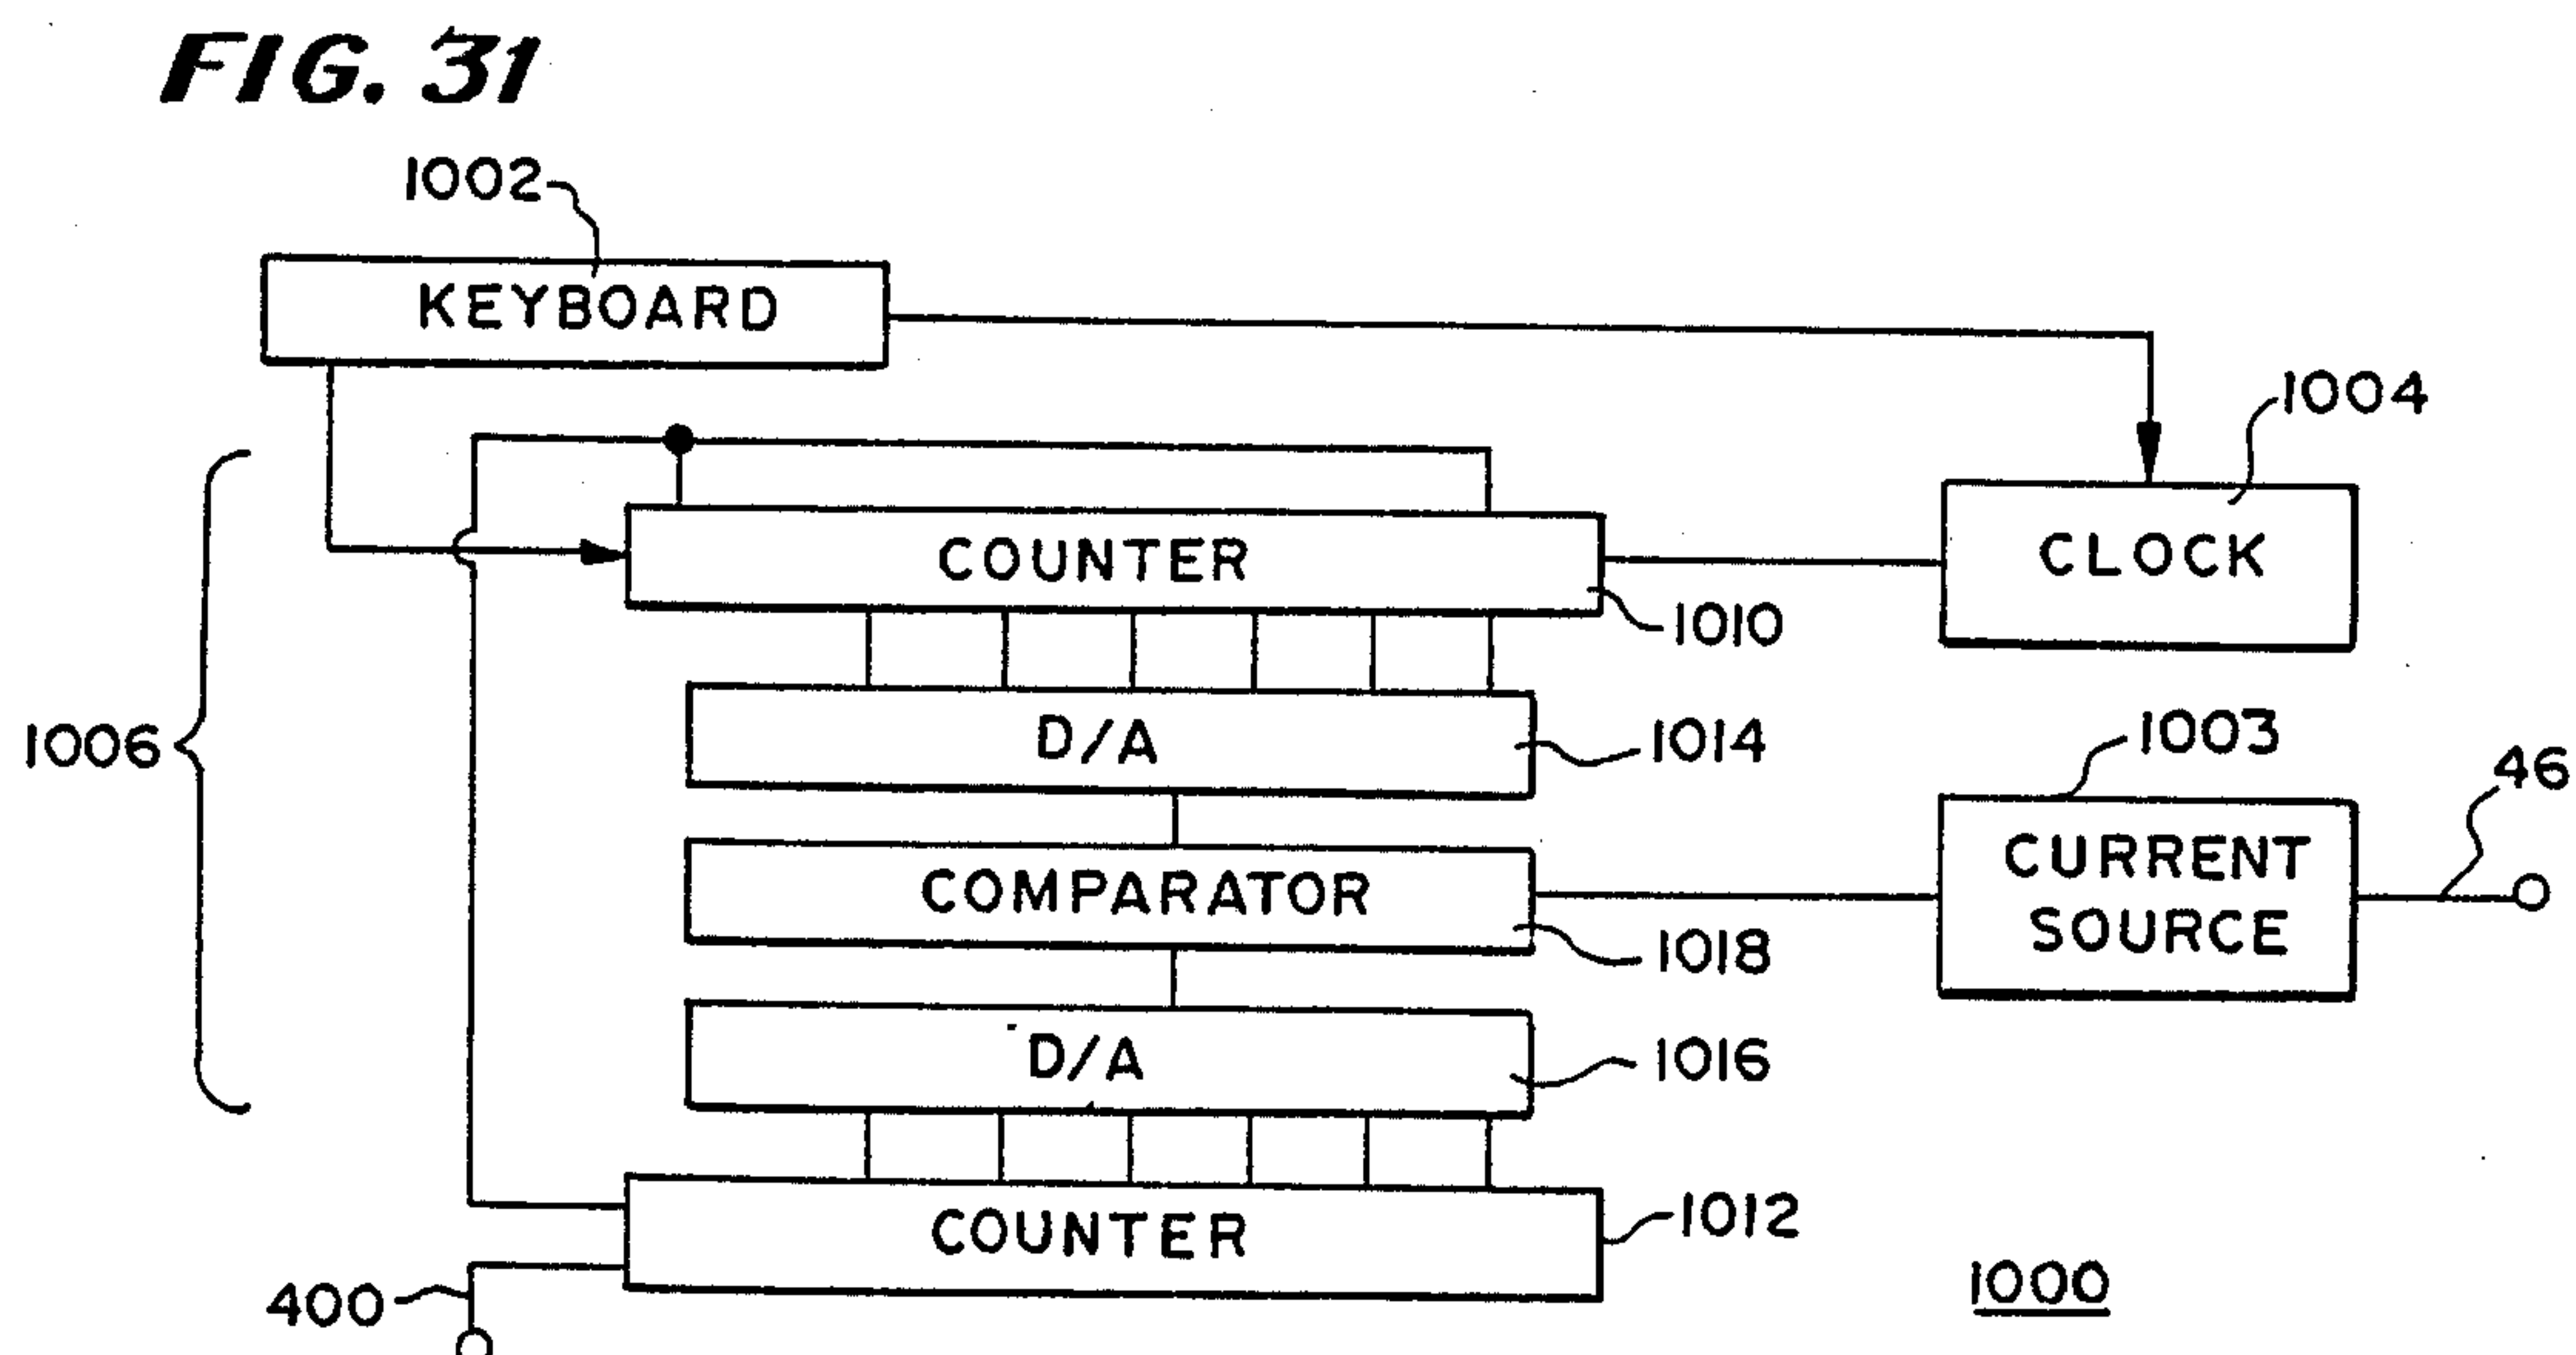 FIG. 31
1002
KEYBOARD
1004
CLOCK
COUNTER
1010
1006
D/A
1014
1003
46
CURRENT
SOURCE
COMPARATOR
1018
D/A
1016
COUNTER
1012
400
1000